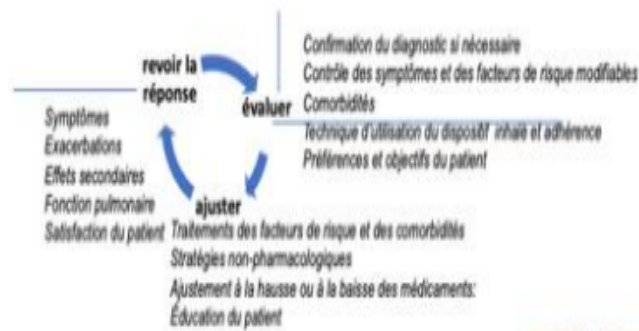 revoir la
réponse
Symptômes
Exacerbations
Effets secondaires
Fonction pulmonaire
Satisfaction du patient
évaluer
Confirmation du diagnostic si nécessaire
Contrôle des symptômes et des facteurs de risque modifiables
Comorbidités
Technique d'utilisation du dispositif inhalé et adhérence
Préférences et objectifs du patient
ajuster
Traitements des facteurs de risque et des comorbidités
Stratégies non-pharmacologiques
Ajustement à la hausse ou à la baisse des médicaments:
Éducation du patient